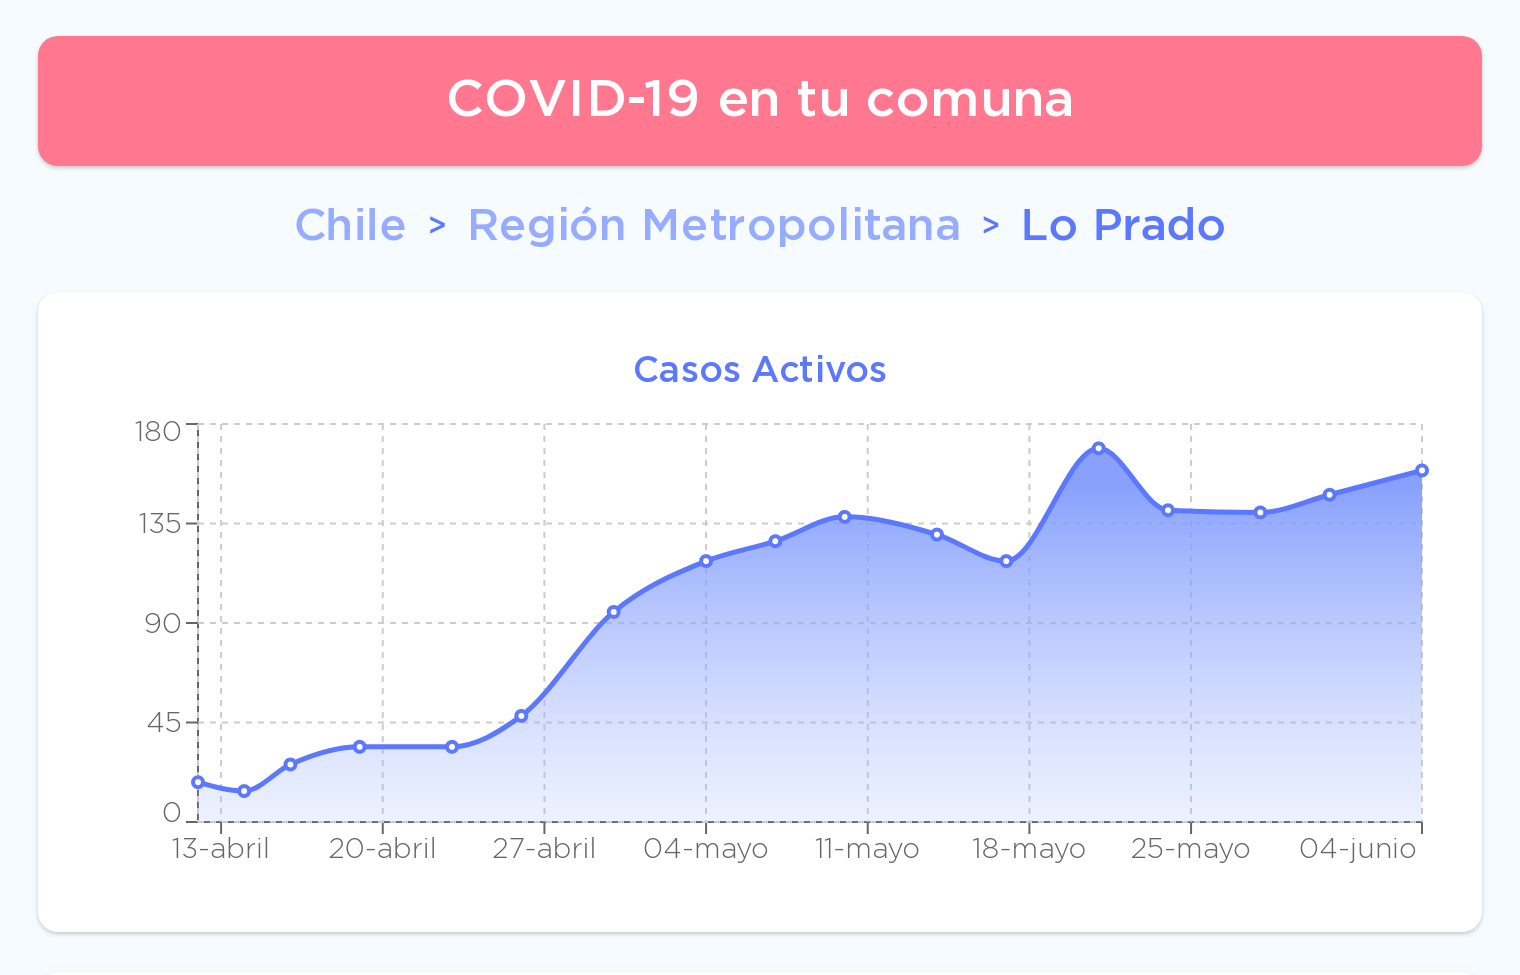 COVID-19 en tu comuna
Chile > Región Metropolitana > Lo Prado
Casos Activos
180
135
90
45
0
13-abril 20-abril 27-abril 04-mayo 11-mayo 18-mayo 25-mayo 04-junio